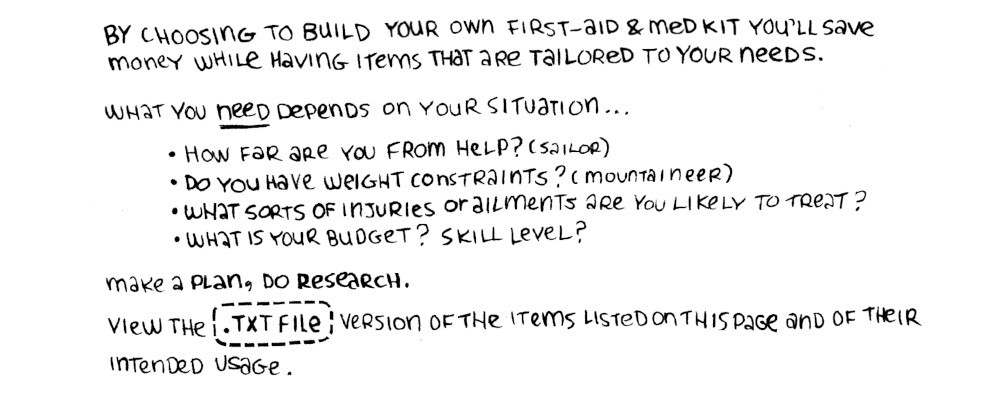 BY CHOOSING TO BUILD YOUR OWN FIRST-AID & MED KIT YOU'LL SAVE
MONEY WHILE HAVING ITEMS THAT ARE TAILORED TO YOUR NEEDS.
WHAT YOU NEED DEPENDS ON YOUR SITUATION...
• HOW FAR ARE YOU FROM HELP? (SAILOR)
• DO YOU HAVE WEIGHT CONSTRAINTS? (MOUNTAINEER)
• WHAT SORTS OF INJURIES OR AILMENTS ARE YOU LIKELY TO TREAT?
• WHAT IS YOUR BUDGET? SKILL LEVEL?
MAKE A PLAN, DO RESEARCH.
VIEW THE .TXT FILE VERSION OF THE ITEMS LISTED ON THIS PAGE AND OF THEIR
INTENDED USAGE.